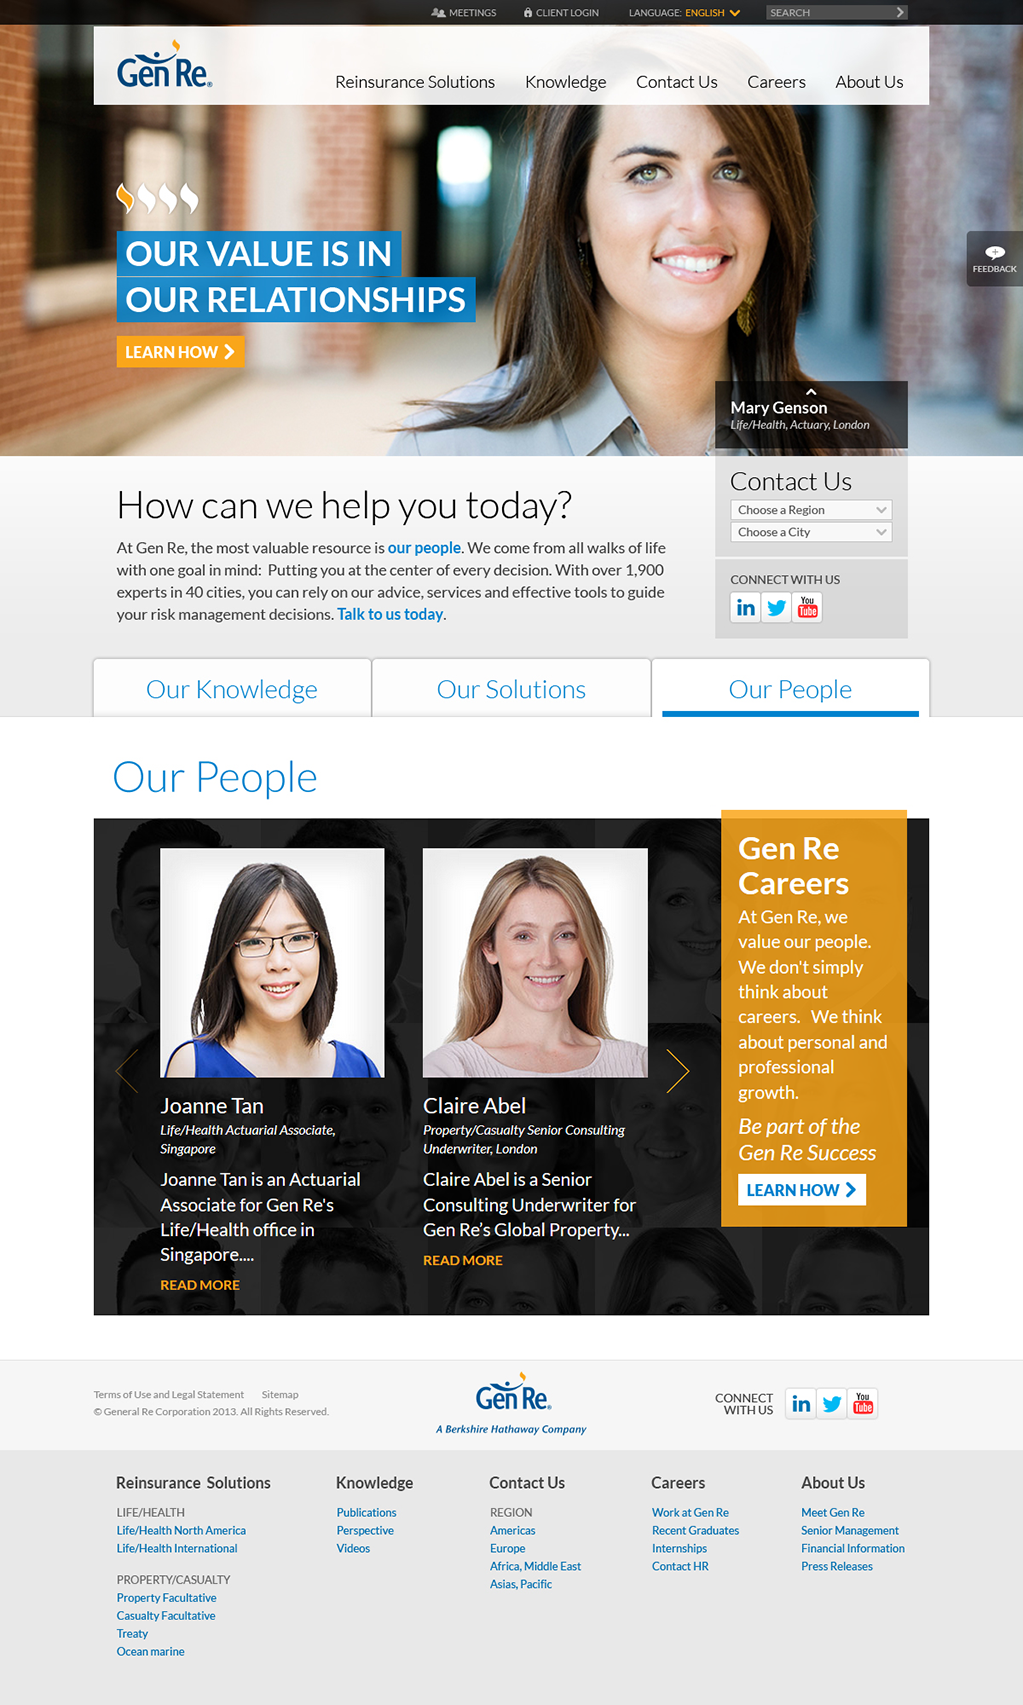 MEETINGS
CLIENT LOGIN
LANGUAGE: ENGLISH
SEARCH
Gen Re®
Reinsurance Solutions
Knowledge
Contact Us
Careers
About Us
OUR VALUE IS IN
OUR RELATIONSHIPS
LEARN HOW
FEEDBACK
Mary Genson
Life/Health, Actuary, London
How can we help you today?
At Gen Re, the most valuable resource is our people. We come from all walks of life
with one goal in mind: Putting you at the center of every decision. With over 1,900
experts in 40 cities, you can rely on our advice, services and effective tools to guide
your risk management decisions. Talk to us today.
Contact Us
Choose a Region
Choose a City
CONNECT WITH US
in
You
Tube
Our Knowledge
Our Solutions
Our People
Our People
Joanne Tan
Life/Health Actuarial Associate,
Singapore
Joanne Tan is an Actuarial
Associate for Gen Re's
Life/Health office in
Singapore....
READ MORE
Claire Abel
Property/Casualty Senior Consulting
Underwriter, London
Claire Abel is a Senior
Consulting Underwriter for
Gen Re’s Global Property...
READ MORE
Gen Re
Careers
At Gen Re, we
value our people.
We don't simply
think about
careers. We think
about personal and
professional
growth.
Be part of the
Gen Re Success
LEARN HOW
Terms of Use and Legal Statement
Sitemap
© General Re Corporation 2013. All Rights Reserved.
Gen Re®
A Berkshire Hathaway Company
CONNECT
WITH US
in
You
Tube
Reinsurance Solutions
LIFE/HEALTH
Life/Health North America
Life/Health International
PROPERTY/CASUALTY
Property Facultative
Casualty Facultative
Treaty
Ocean marine
Knowledge
Publications
Perspective
Videos
Contact Us
REGION
Americas
Europe
Africa, Middle East
Asias, Pacific
Careers
Work at Gen Re
Recent Graduates
Internships
Contact HR
About Us
Meet Gen Re
Senior Management
Financial Information
Press Releases